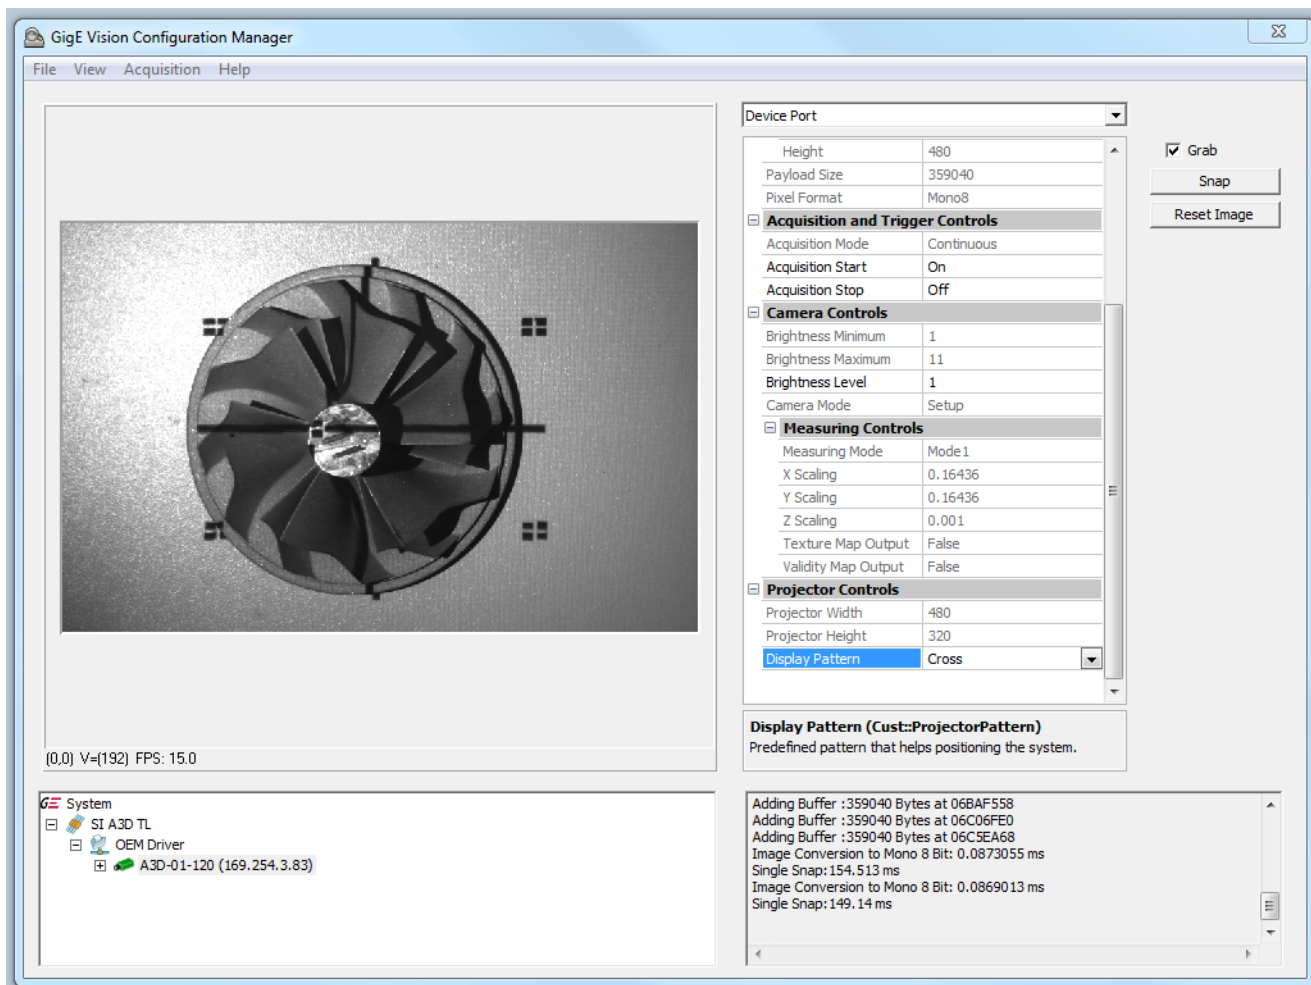 GigE Vision Configuration Manager
File View Acquisition Help
Device Port
Height 480
Payload Size 359040
Pixel Format Mono8
Acquisition and Trigger Controls
Acquisition Mode Continuous
Acquisition Start On
Acquisition Stop Off
Camera Controls
Brightness Minimum 1
Brightness Maximum 11
Brightness Level 1
Camera Mode Setup
Measuring Controls
Measuring Mode Mode1
X Scaling 0.16436
Y Scaling 0.16436
Z Scaling 0.001
Texture Map Output False
Validity Map Output False
Projector Controls
Projector Width 480
Projector Height 320
Display Pattern Cross
Grab
Snap
Reset Image
Display Pattern (Cust::ProjectorPattern)
Predefined pattern that helps positioning the system.
(0,0) V=(192) FPS: 15.0
GE System
SI A3D TL
OEM Driver
A3D-01-120 (169.254.3.83)
Adding Buffer :359040 Bytes at 06BAF558
Adding Buffer :359040 Bytes at 06C06FE0
Adding Buffer :359040 Bytes at 06C5EA68
Image Conversion to Mono 8 Bit: 0.0873055 ms
Single Snap:154.513 ms
Image Conversion to Mono 8 Bit: 0.0869013 ms
Single Snap:149.14 ms